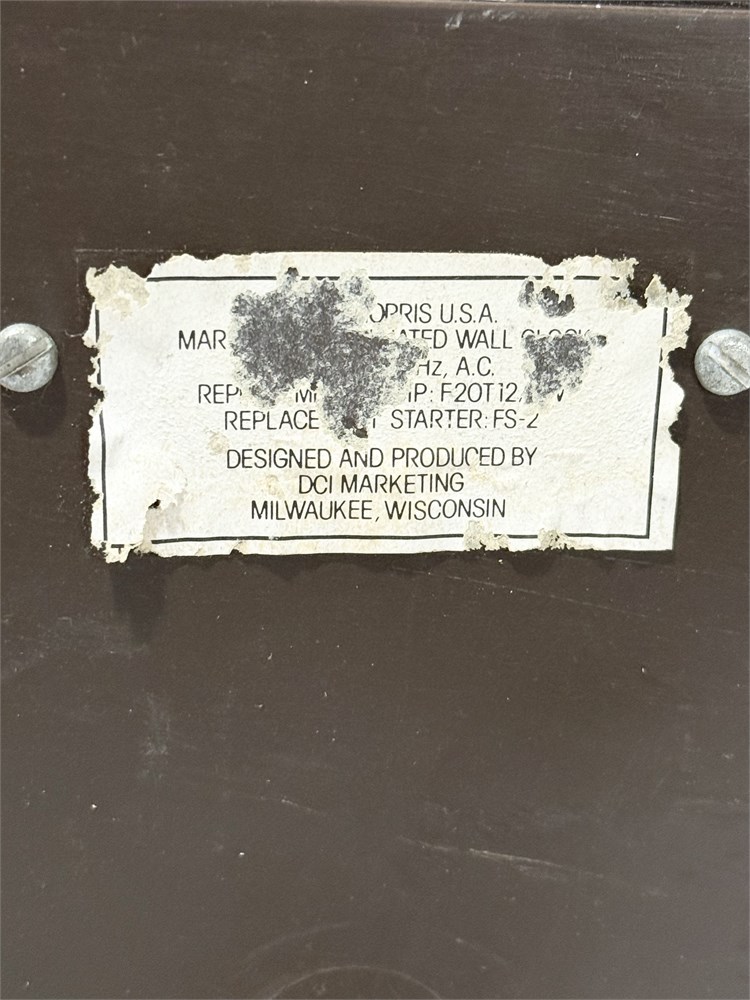 ORRIS U.S.A.
MAR ATED WALL CLOCK
Hz, A.C.
REP M IP: F20T12/ W
REPLACE T STARTER: FS-2
DESIGNED AND PRODUCED BY
DCI MARKETING
MILWAUKEE, WISCONSIN